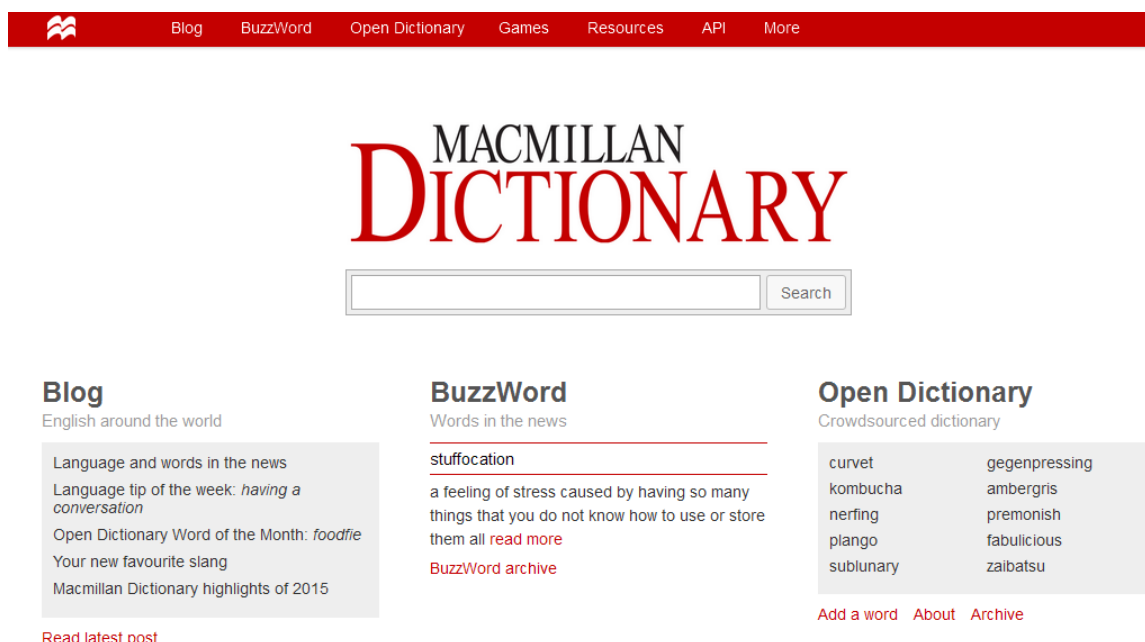 Blog BuzzWord Open Dictionary Games Resources API More
MACMILLAN
DICTIONARY
Search
Blog
English around the world
Language and words in the news
Language tip of the week: having a
conversation
Open Dictionary Word of the Month: foodfie
Your new favourite slang
Macmillan Dictionary highlights of 2015
Read latest post
BuzzWord
Words in the news
stuffocation
a feeling of stress caused by having so many
things that you do not know how to use or store
them all read more
BuzzWord archive
Open Dictionary
Crowdsourced dictionary
curvet gegenpressing
kombucha ambergris
nerfing premonish
plango fabulicious
sublunary zaibatsu
Add a word About Archive